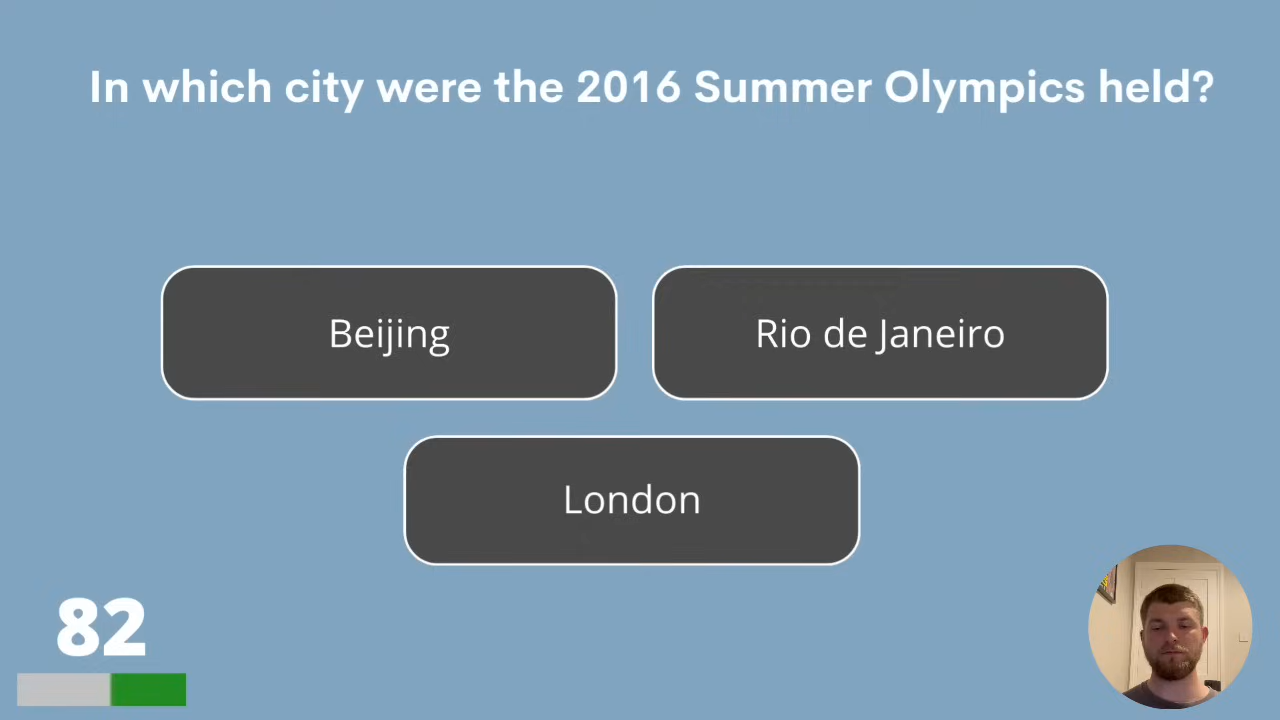 In which city were the 2016 Summer Olympics held?
Beijing
Rio de Janeiro
London
82